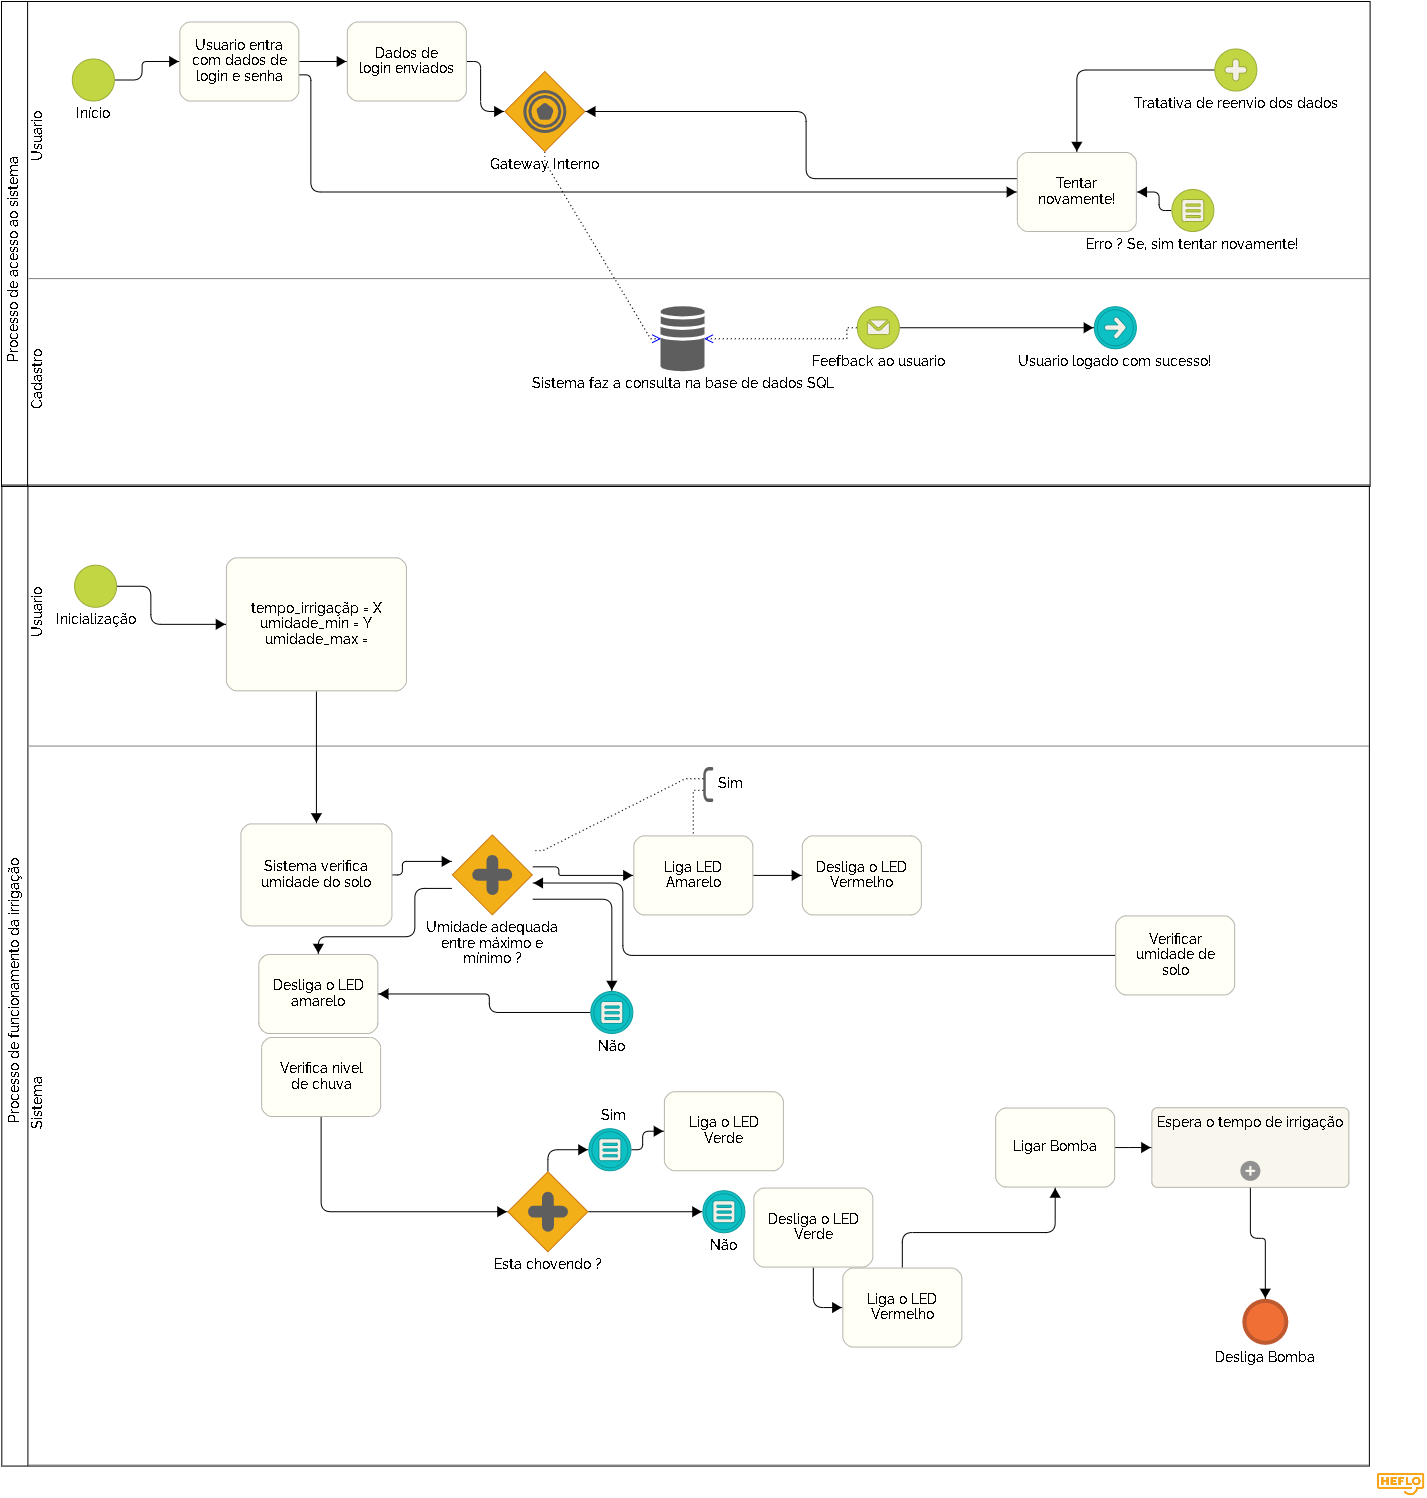 Processo de acesso ao sistema
Usuario
Início
Usuario entra
com dados de
login e senha
Dados de
login enviados
Gateway Interno
Tratativa de reenvio dos dados
Tentar
novamente!
Erro ? Se, sim tentar novamente!
Cadastro
Sistema faz a consulta na base de dados SQL
Feefback ao usuario
Usuario logado com sucesso!
Processo de funcionamento da irrigação
Usuario
Inicialização
tempo_irrigaçãp = X
umidade_min = Y
umidade_max =
Sistema
Sim
Sistema verifica
umidade do solo
Umidade adequada
entre máximo e
mínimo ?
Liga LED
Amarelo
Desliga o LED
Vermelho
Verificar
umidade de
solo
Desliga o LED
amarelo
Não
Verifica nivel
de chuva
Sim
Liga o LED
Verde
Esta chovendo ?
Não
Desliga o LED
Verde
Liga o LED
Vermelho
Ligar Bomba
Espera o tempo de irrigação
Desliga Bomba
HEFLO